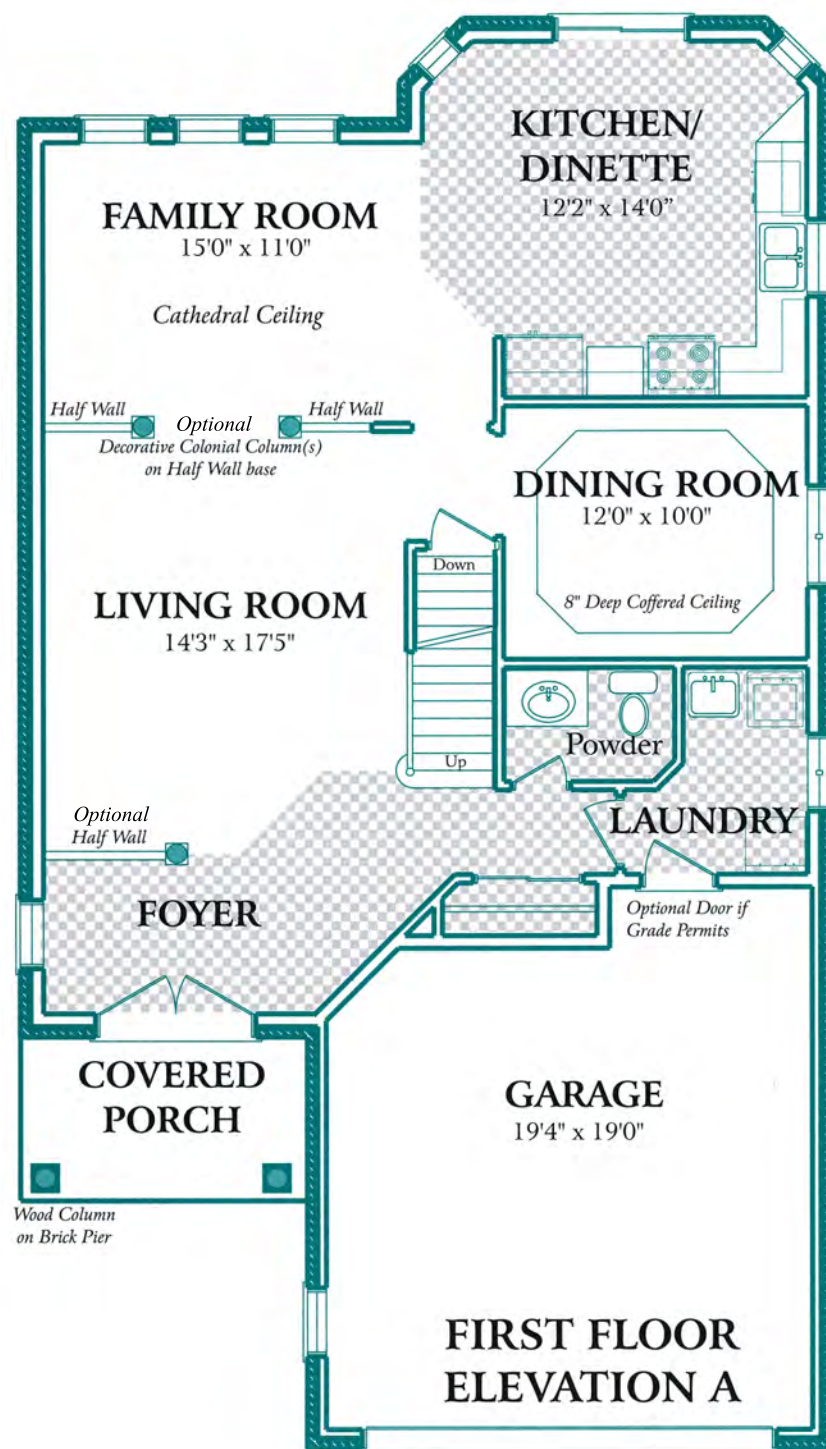 KITCHEN/
DINETTE
12'2" x 14'0”
FAMILY ROOM
15'0" x 11'0"
Cathedral Ceiling
Half Wall
Optional
Half Wall
Decorative Colonial Column(s)
on Half Wall base
DINING ROOM
12'0" x 10'0"
8" Deep Coffered Ceiling
Down
LIVING ROOM
14'3" x 17'5"
Up
Powder
LAUNDRY
Optional
Half Wall
FOYER
Optional Door if
Grade Permits
COVERED
PORCH
Wood Column
on Brick Pier
GARAGE
19'4" x 19'0"
FIRST FLOOR
ELEVATION A